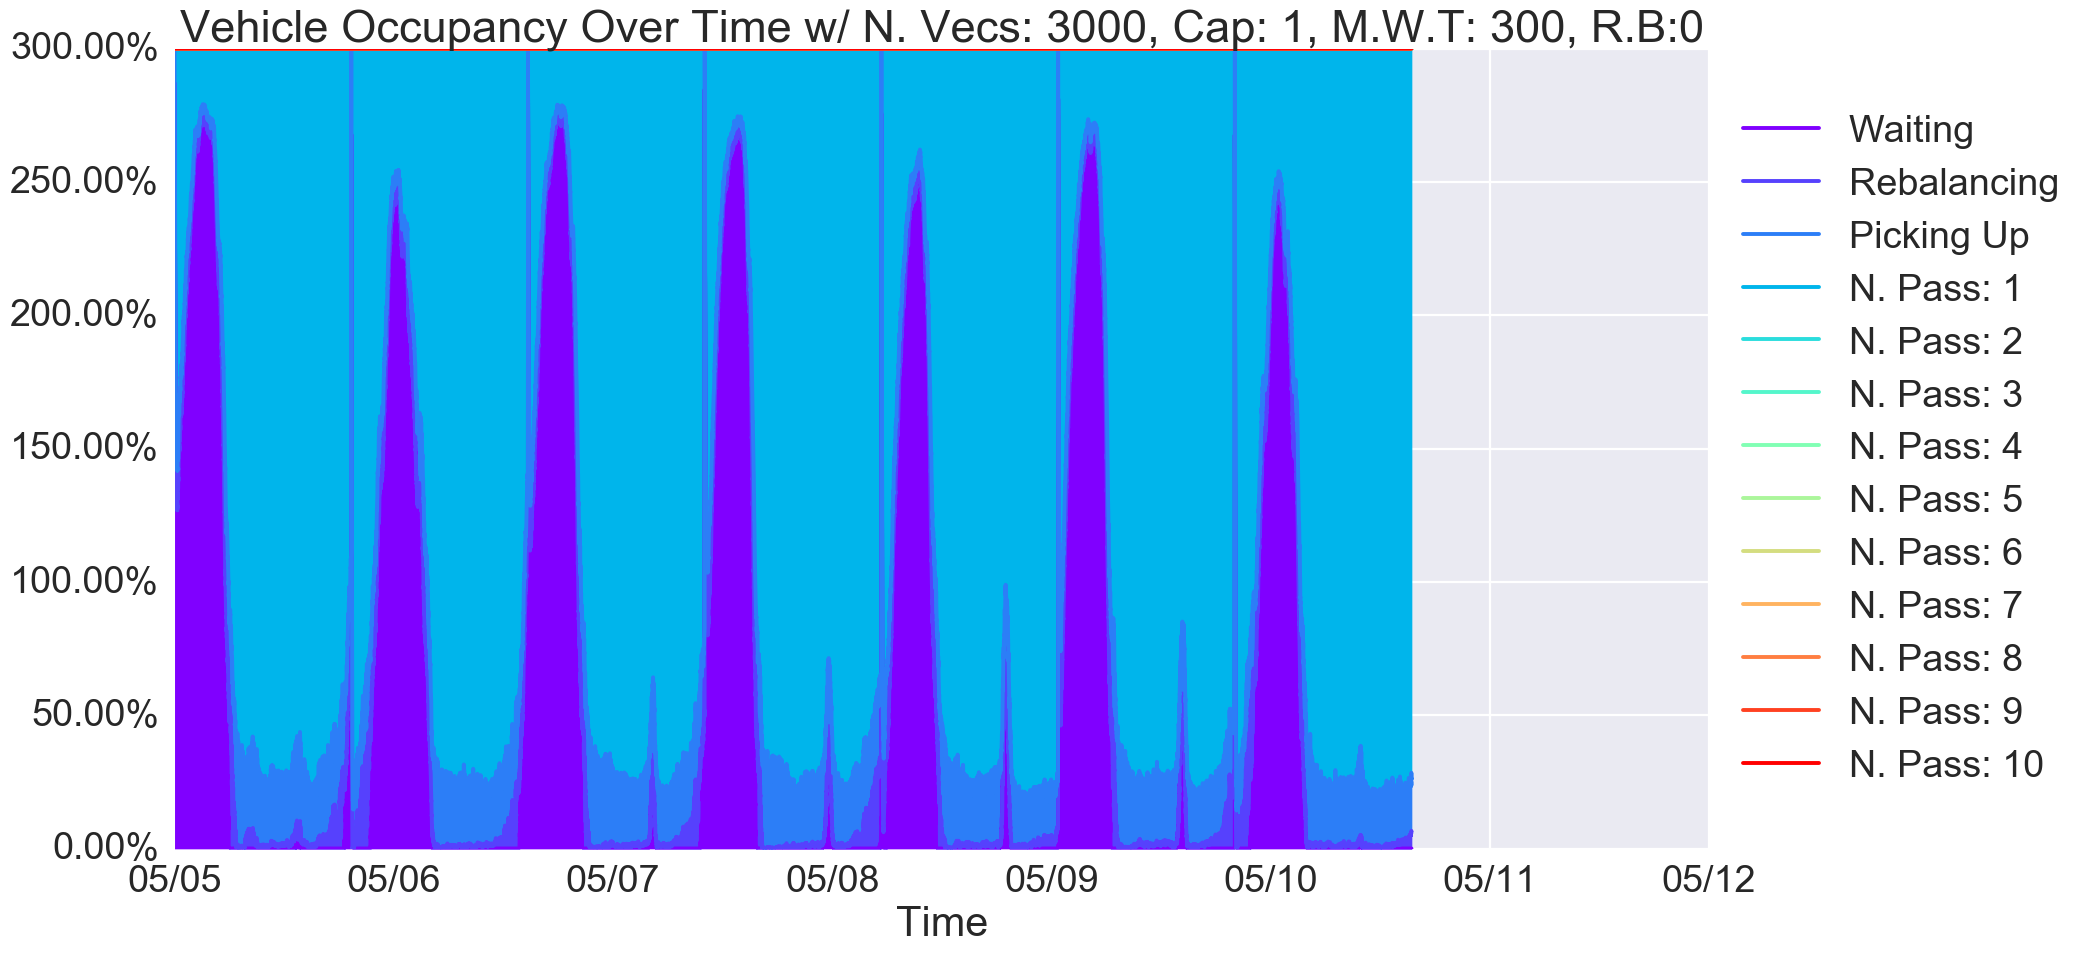 Vehicle Occupancy Over Time w/ N. Vecs: 3000, Cap: 1, M.W.T: 300, R.B:0
300.00%
250.00%
200.00%
150.00%
100.00%
50.00%
0.00%
05/05 05/06 05/07 05/08 05/09 05/10 05/11 05/12
Time
Waiting
Rebalancing
Picking Up
N. Pass: 1
N. Pass: 2
N. Pass: 3
N. Pass: 4
N. Pass: 5
N. Pass: 6
N. Pass: 7
N. Pass: 8
N. Pass: 9
N. Pass: 10